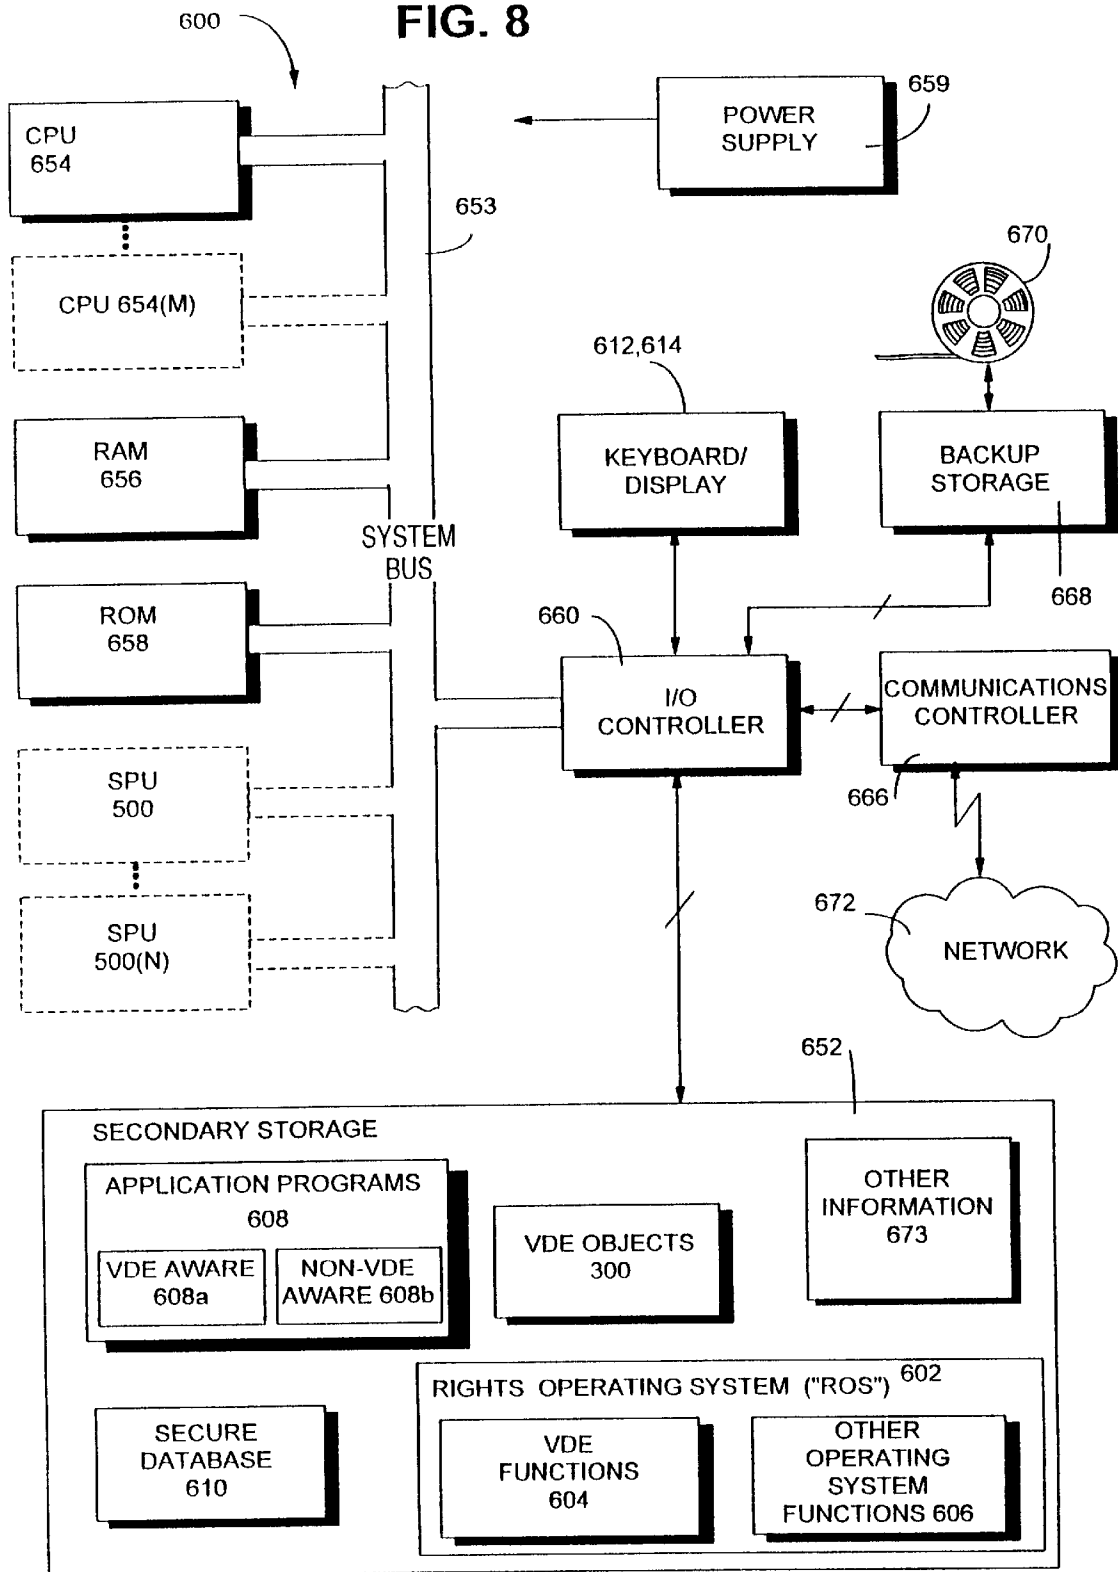 FIG. 8
600
CPU
654
POWER
SUPPLY
659
653
CPU 654(M)
670
612,614
RAM
656
KEYBOARD/
DISPLAY
BACKUP
STORAGE
SYSTEM
BUS
668
ROM
658
660
I/O
CONTROLLER
COMMUNICATIONS
CONTROLLER
666
SPU
500
SPU
500(N)
672
NETWORK
652
SECONDARY STORAGE
APPLICATION PROGRAMS
608
VDE AWARE
608a
NON-VDE
AWARE 608b
VDE OBJECTS
300
OTHER
INFORMATION
673
RIGHTS OPERATING SYSTEM ("ROS") 602
SECURE
DATABASE
610
VDE
FUNCTIONS
604
OTHER
OPERATING
SYSTEM
FUNCTIONS 606